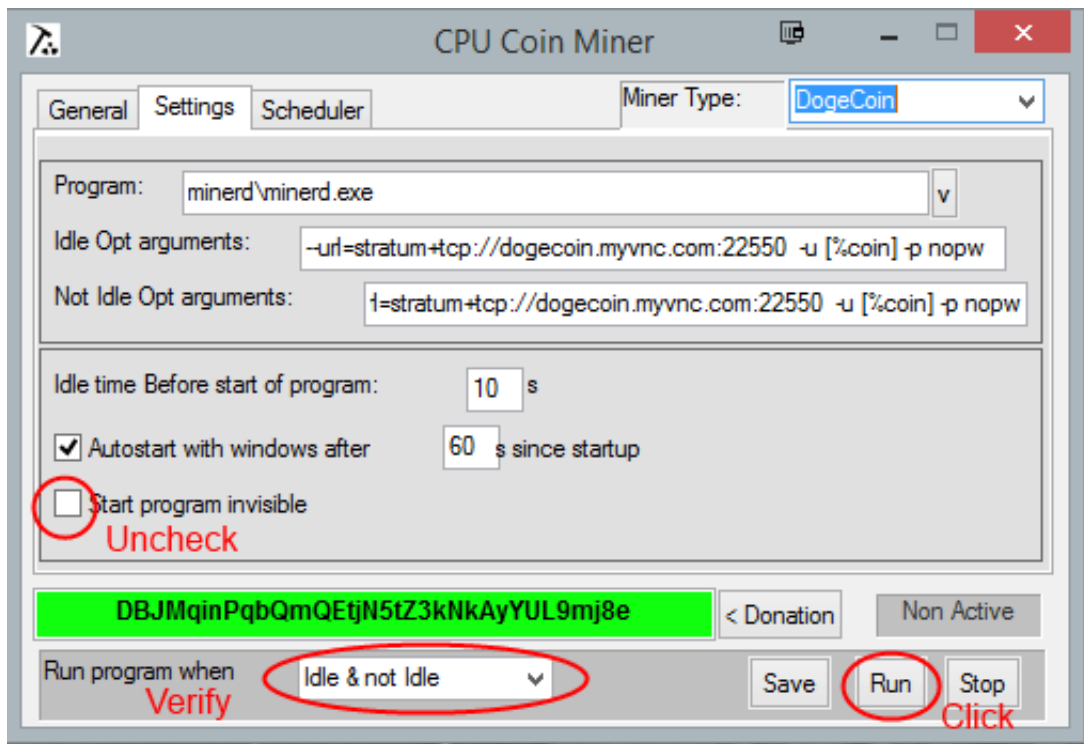 CPU Coin Miner
General Settings Scheduler Miner Type: DogeCoin
Program: minerd\minerd.exe v
Idle Opt arguments: --url=stratum+tcp://dogecoin.myvnc.com:22550 -u [%coin] -p nopw
Not Idle Opt arguments: l=stratum+tcp://dogecoin.myvnc.com:22550 -u [%coin] -p nopw
Idle time Before start of program: 10 s
Autostart with windows after 60 s since startup
Start program invisible
Uncheck
DBJMqinPqbQmQEtjN5tZ3kNkAyYUL9mj8e < Donation Non Active
Run program when Idle & not Idle Save Run Stop
Verify Click